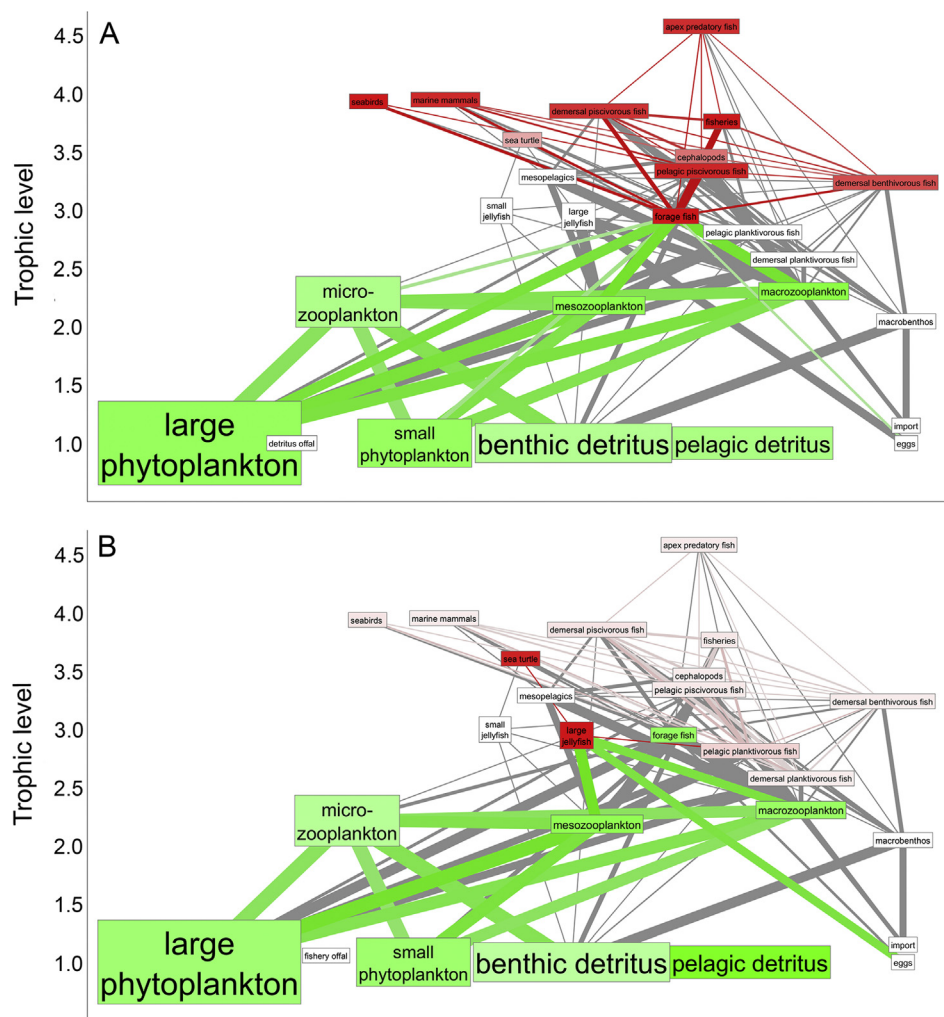 A
Trophic level
4.5
4.0
3.5
3.0
2.5
2.0
1.5
1.0
apex predatory fish
seabirds
marine mammals
demersal piscivorous fish
fisheries
sea turtle
cephalopods
pelagic piscivorous fish
mesopelagics
demersal benthivorous fish
small
jellyfish
large
jellyfish
forage fish
pelagic planktivorous fish
demersal planktivorous fish
micro-
zooplankton
mesozooplankton
macrozooplankton
macrobenthos
large
phytoplankton
detritus offal
small
phytoplankton
benthic detritus
pelagic detritus
import
eggs
B
Trophic level
4.5
4.0
3.5
3.0
2.5
2.0
1.5
1.0
apex predatory fish
seabirds
marine mammals
demersal piscivorous fish
fisheries
sea turtle
cephalopods
pelagic piscivorous fish
mesopelagics
demersal benthivorous fish
small
jellyfish
large
jellyfish
forage fish
pelagic planktivorous fish
demersal planktivorous fish
micro-
zooplankton
mesozooplankton
macrozooplankton
macrobenthos
large
phytoplankton
fishery offal
small
phytoplankton
benthic detritus
pelagic detritus
import
eggs